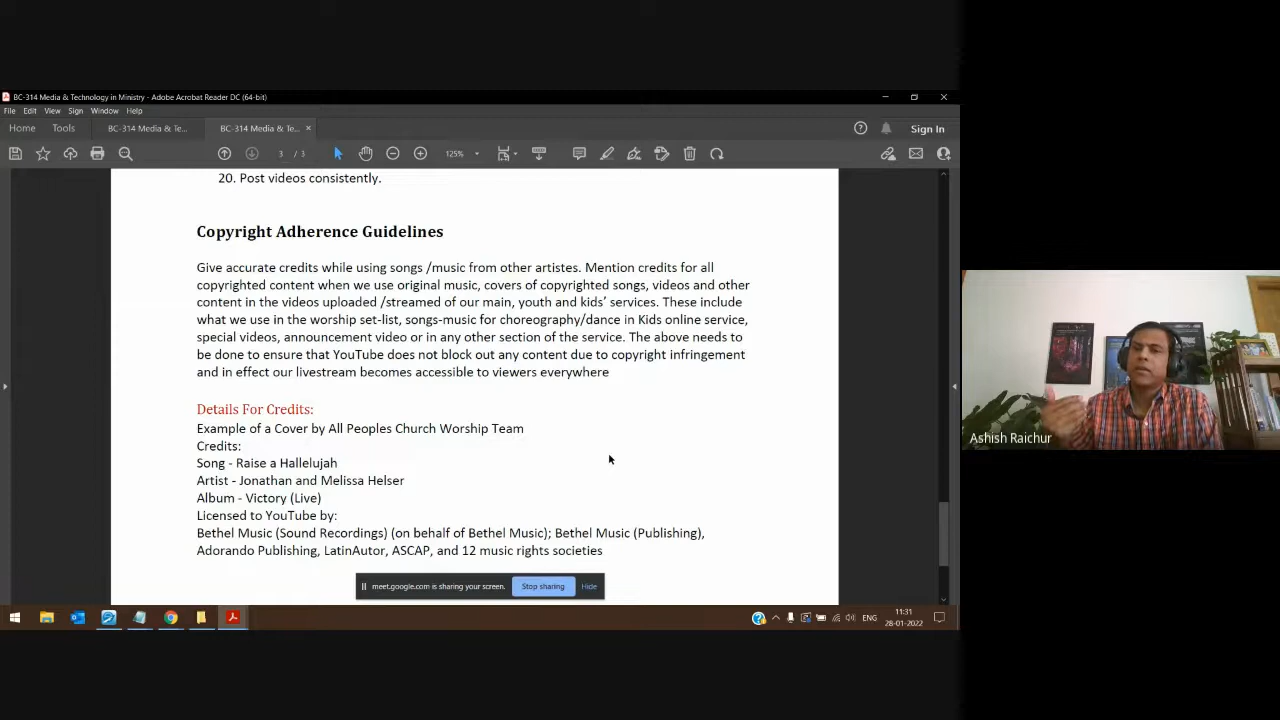 BC-314 Media & Technology in Ministry - Adobe Acrobat Reader DC (64-bit)
File Edit View Sign Window Help
Home Tools BC-314 Media & Te... BC-314 Media & Te... × Sign In
3 / 3 125%
20. Post videos consistently.
Copyright Adherence Guidelines
Give accurate credits while using songs /music from other artistes. Mention credits for all
copyrighted content when we use original music, covers of copyrighted songs, videos and other
content in the videos uploaded /streamed of our main, youth and kids’ services. These include
what we use in the worship set-list, songs-music for choreography/dance in Kids online service,
special videos, announcement video or in any other section of the service. The above needs to
be done to ensure that YouTube does not block out any content due to copyright infringement
and in effect our livestream becomes accessible to viewers everywhere
Details For Credits:
Example of a Cover by All Peoples Church Worship Team
Credits:
Song - Raise a Hallelujah
Artist - Jonathan and Melissa Helser
Album - Victory (Live)
Licensed to YouTube by:
Bethel Music (Sound Recordings) (on behalf of Bethel Music); Bethel Music (Publishing),
Adorando Publishing, LatinAutor, ASCAP, and 12 music rights societies
meet.google.com is sharing your screen. Stop sharing Hide
ENG
11:31
28-01-2022
Ashish Raichur